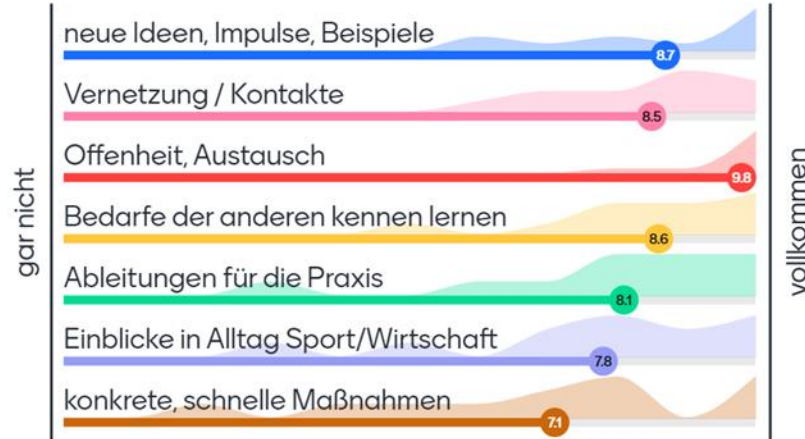 neue Ideen, Impulse, Beispiele
8.7
Vernetzung / Kontakte
8.5
Offenheit, Austausch
9.8
Bedarfe der anderen kennen lernen
8.6
Ableitungen für die Praxis
8.1
Einblicke in Alltag Sport/Wirtschaft
7.8
konkrete, schnelle Maßnahmen
7.1
gar nicht
vollkommen